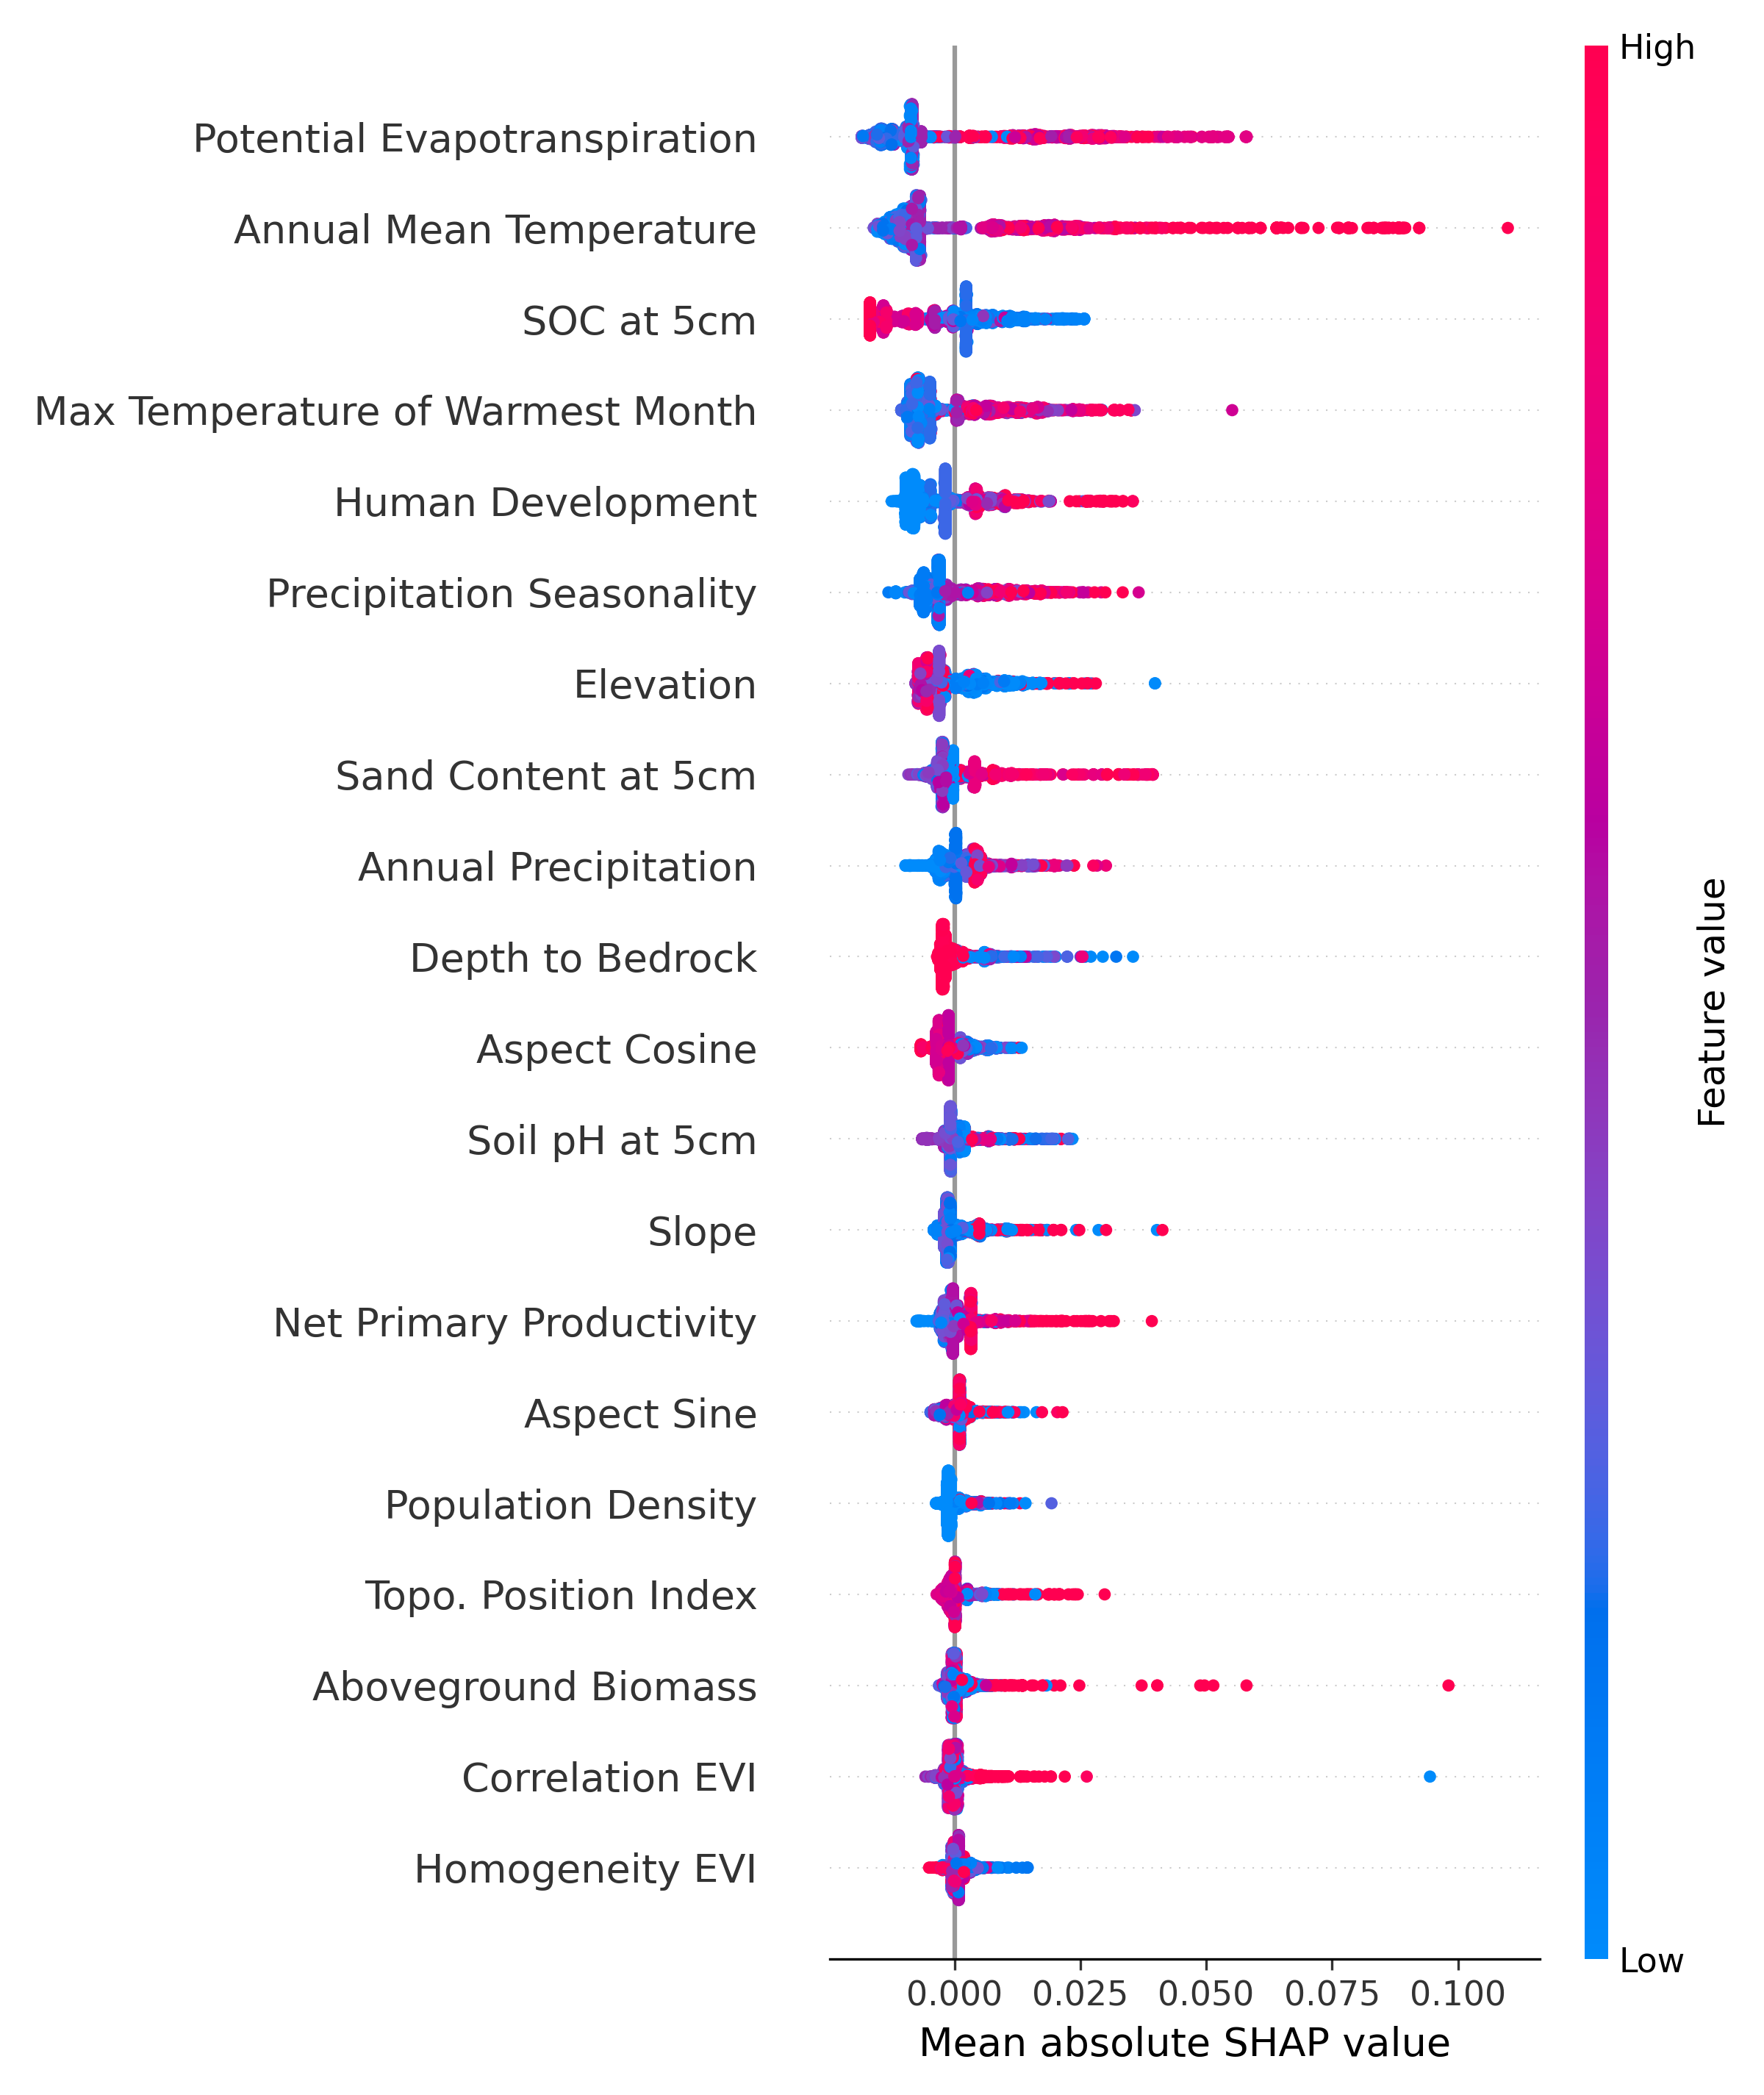 High
Potential Evapotranspiration
Annual Mean Temperature
SOC at 5cm
Max Temperature of Warmest Month
Human Development
Precipitation Seasonality
Elevation
Sand Content at 5cm
Annual Precipitation
Depth to Bedrock
Aspect Cosine
Soil pH at 5cm
Slope
Net Primary Productivity
Aspect Sine
Population Density
Topo. Position Index
Aboveground Biomass
Correlation EVI
Homogeneity EVI
Feature value
Low
0.000 0.025 0.050 0.075 0.100
Mean absolute SHAP value